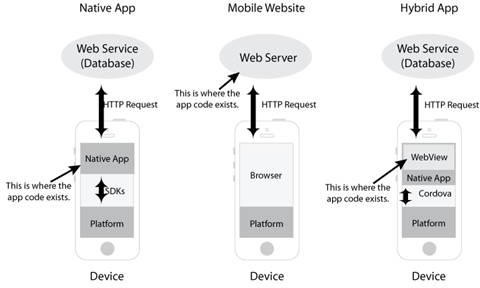 Native App
Web Service
(Database)
HTTP Request
Native App
This is where the
app code exists.
SDKs
Platform
Device
Mobile Website
Web Server
This is where the
app code exists.
HTTP Request
Browser
Platform
Device
Hybrid App
Web Service
(Database)
HTTP Request
WebView
Native App
This is where the
app code exists.
Cordova
Platform
Device